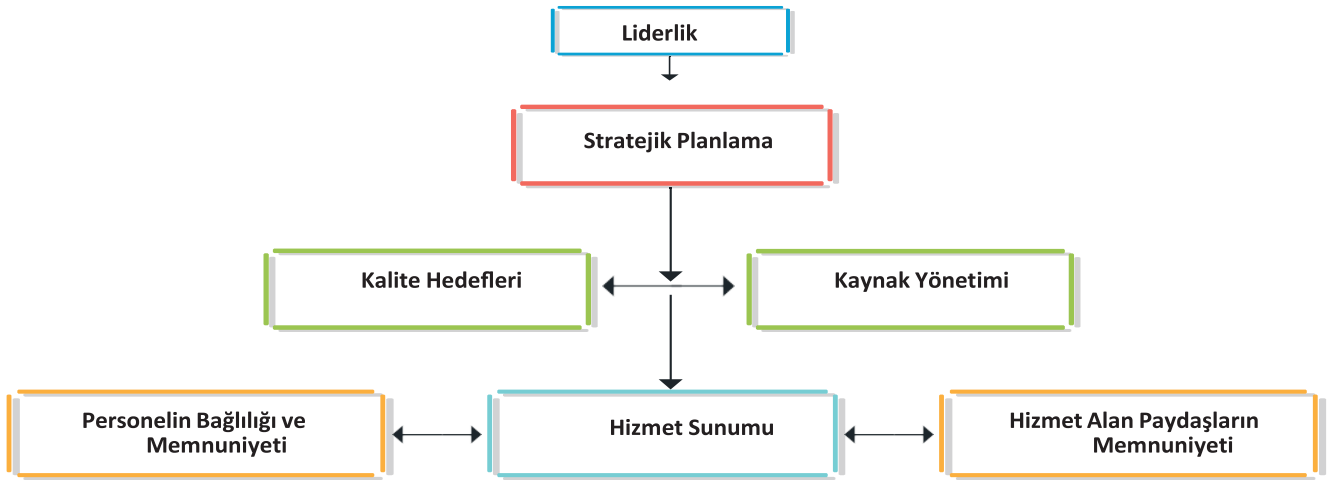 Liderlik
Stratejik Planlama
Kalite Hedefleri
Kaynak Yönetimi
Personelin Bağlılığı ve
Memnuniyeti
Hizmet Sunumu
Hizmet Alan Paydaşların
Memnuniyeti